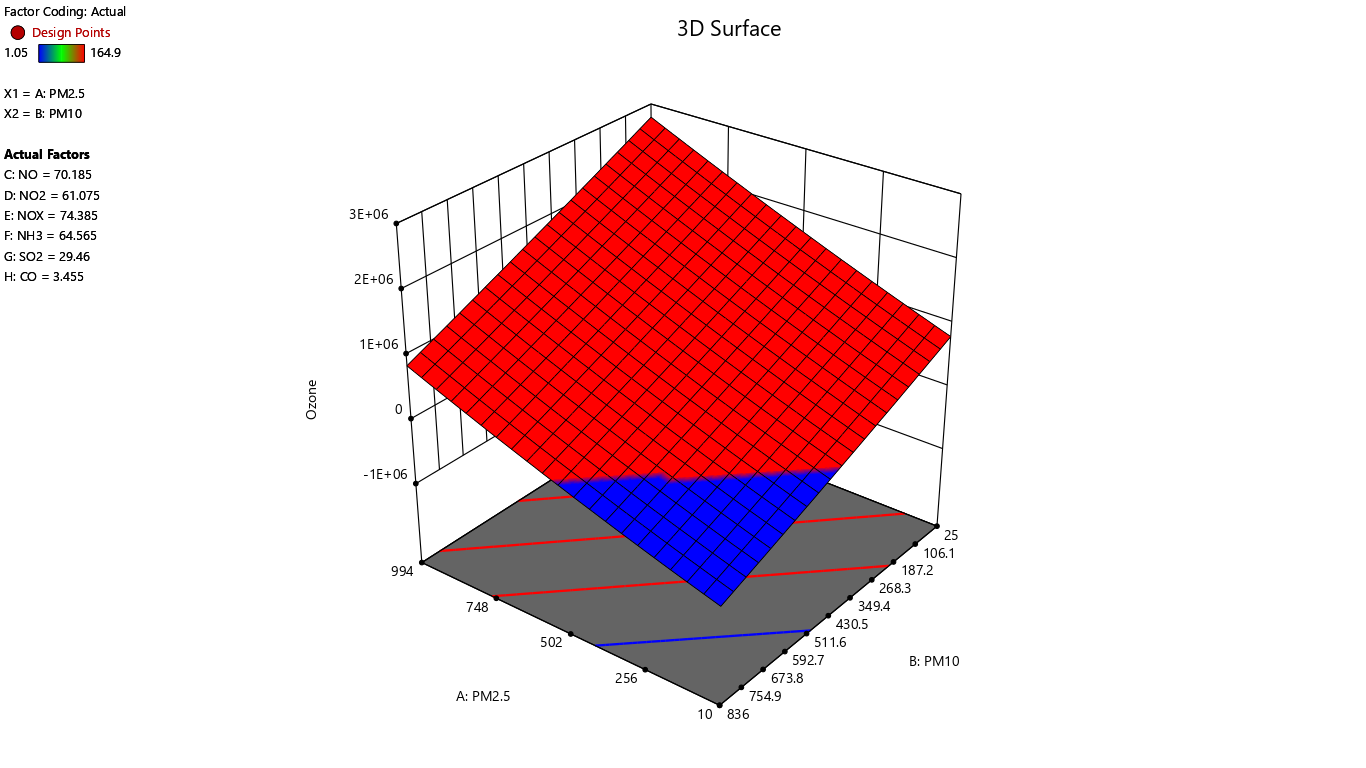 Factor Coding: Actual
3D Surface
Design Points
1.05 164.9
X1 = A: PM2.5
X2 = B: PM10
Actual Factors
C: NO = 70.185
D: NO2 = 61.075
E: NOX = 74.385
F: NH3 = 64.565
G: SO2 = 29.46
H: CO = 3.455
3E+06
2E+06
1E+06
0
-1E+06
Ozone
994
748
502
256
10
A: PM2.5
25
106.1
187.2
268.3
349.4
430.5
511.6
592.7
673.8
754.9
836
B: PM10